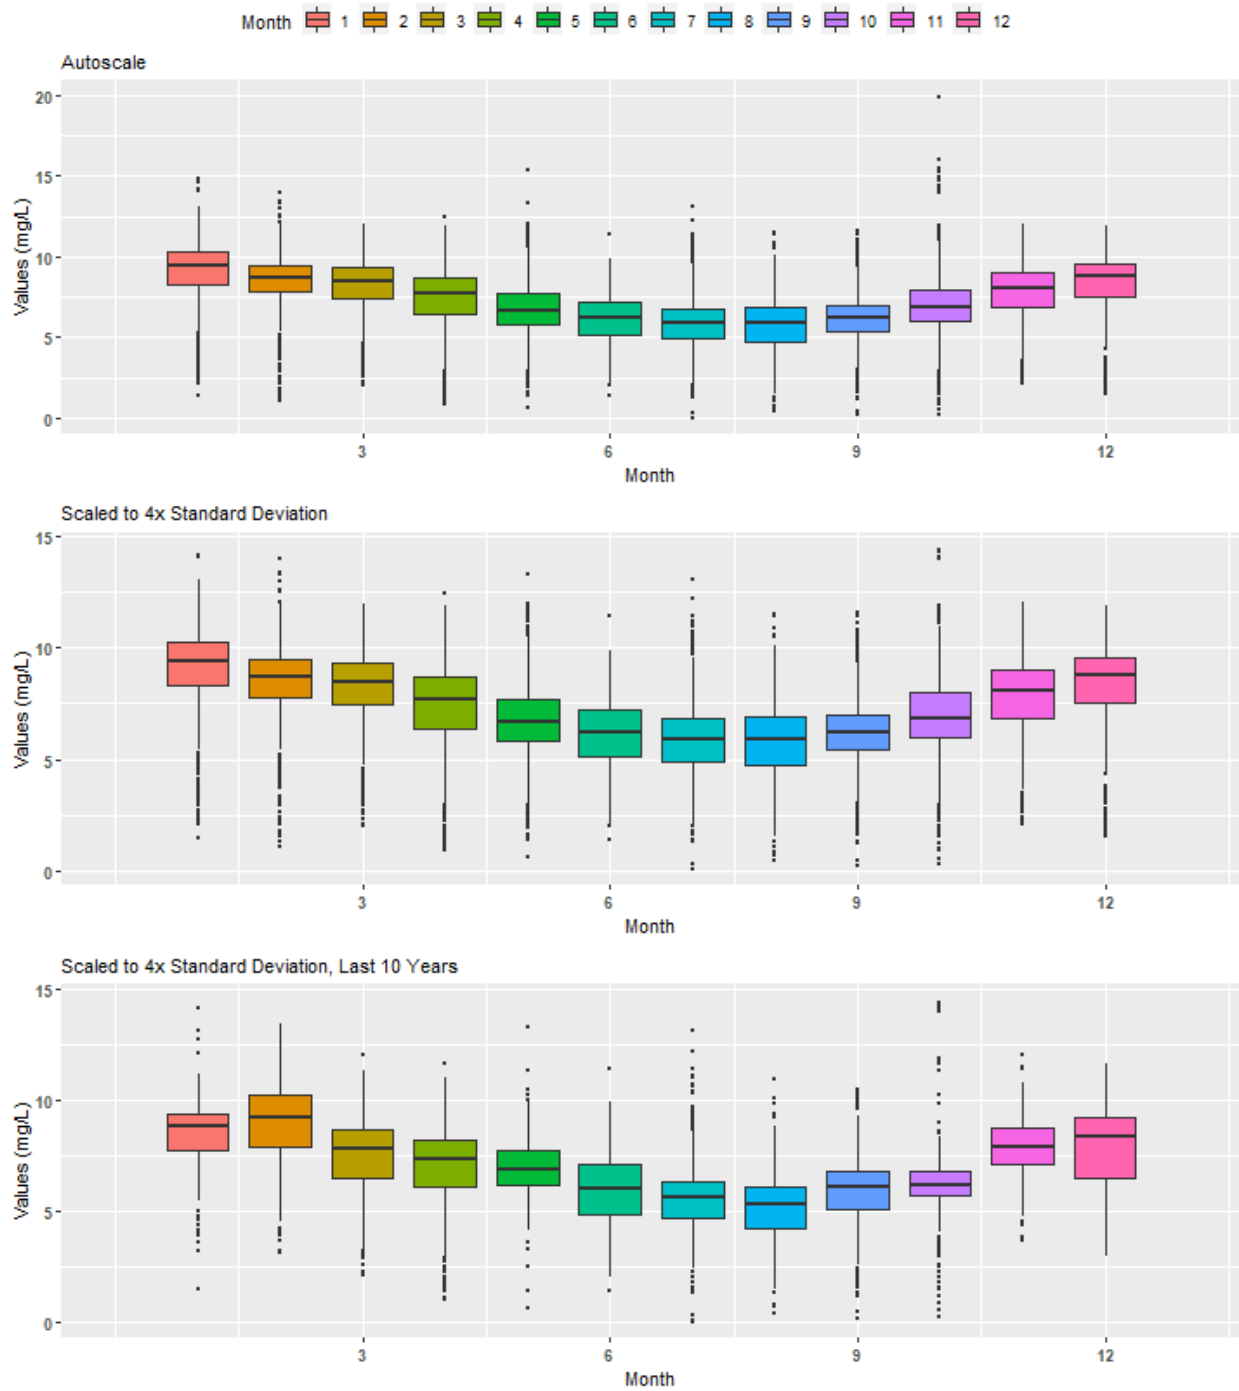 Month 1 2 3 4 5 6 7 8 9 10 11 12
Autoscale
Values (mg/L)
20
15
10
5
0
3 6 9 12
Month
Scaled to 4x Standard Deviation
Values (mg/L)
15
10
5
0
3 6 9 12
Month
Scaled to 4x Standard Deviation, Last 10 Years
Values (mg/L)
15
10
5
0
3 6 9 12
Month